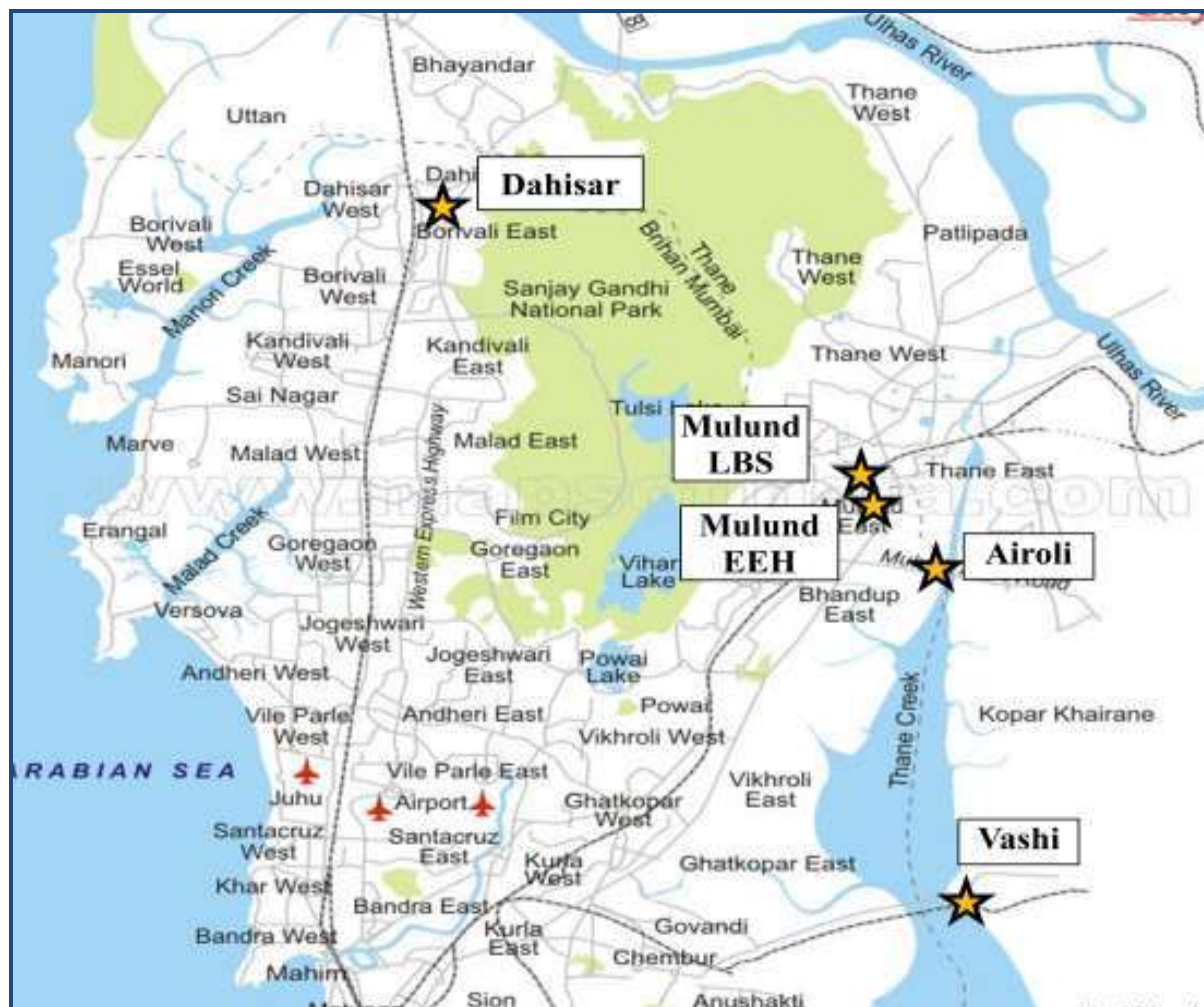 Ulhas River
Bhayandar
Thane
West
Uttan
Dahisar
Dahisar
West
Borivali East
Borivali
West
Essel
World
Manori Creek
Borivali
West
Thane
Brihan Mumbai
Patlipada
Thane
West
Sanjay Gandhi
National Park
Kandivali
West
Kandivali
East
Manori
Thane West
Ulhas River
Sai Nagar
Tulsi
Marve
Malad West
Malad East
Western Express Highway
Mulund
LBS
Thane East
Erangal
Malad Creek
Goregaon
West
Film City
Goregaon
East
Vihar
Lake
Mulund
EEH
East
Airoli
Road
Bhandup
East
Versova
Jogeshwari
West
Jogeshwari
East
Powai
Lake
Andheri West
Vile Parle
West
Andheri East
Powai
Vikhroli West
Thane Creek
Kopar Khairane
ARABIAN SEA
Juhu
Vile Parle East
Airport
Vikhroli
East
Ghatkopar
West
Santacruz
West
Santacruz
East
Vashi
Khar West
Kurla
West
Ghatkopar East
Bandra East
Bandra West
Kurla
East
Govandi
Chembur
Mahim
Sion
Anushakti